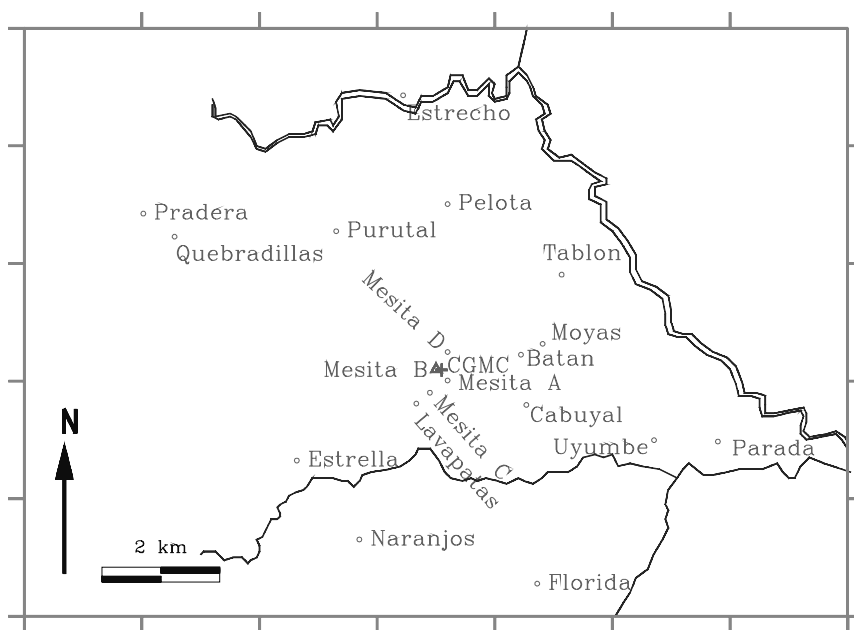 Estrecho
Pradera
Pelota
Quebradillas
Purutal
Tablon
Mesita D
Moyas
Mesita B
CGMC
Batan
Mesita A
Mesita C
Cabuyal
Lavapatas
Uyumbe
Parada
N
Estrella
2 km
Naranjos
Florida